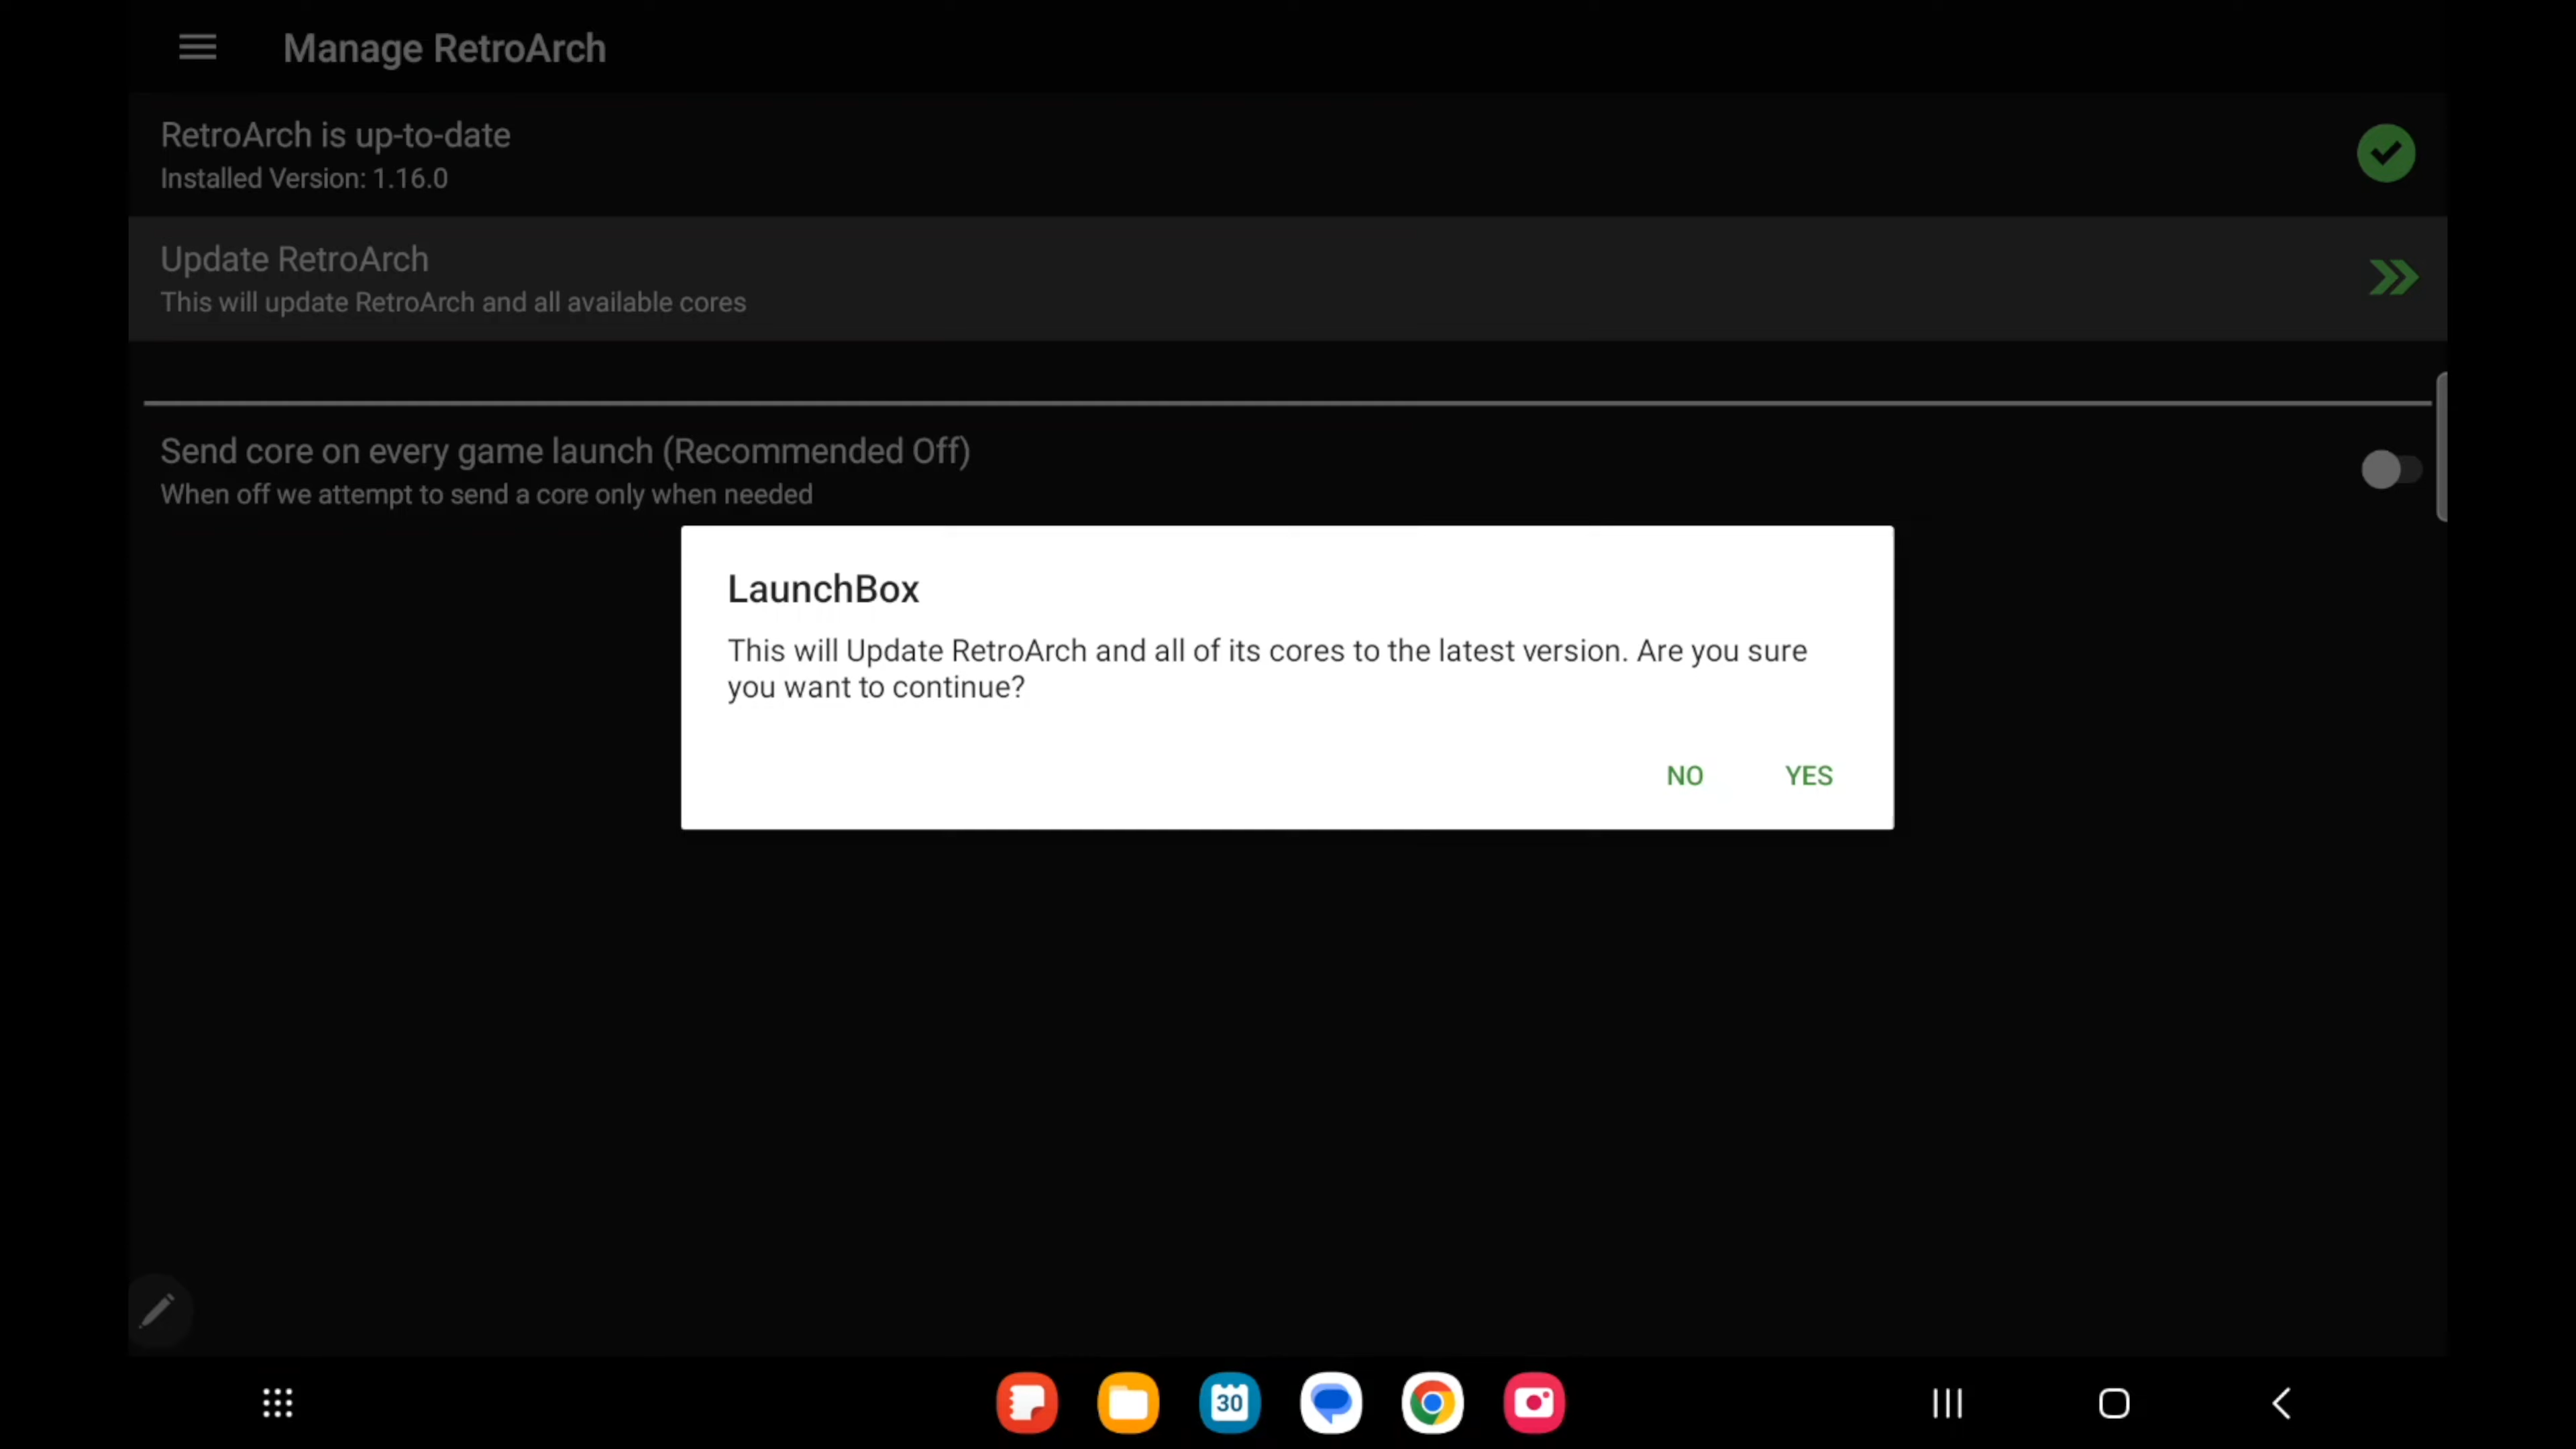 Manage RetroArch
RetroArch is up-to-date
Installed Version: 1.16.0
Update RetroArch
This will update RetroArch and all available cores
Send core on every game launch (Recommended Off)
When off we attempt to send a core only when needed
LaunchBox
This will Update RetroArch and all of its cores to the latest version. Are you sure
you want to continue?
NO YES
30